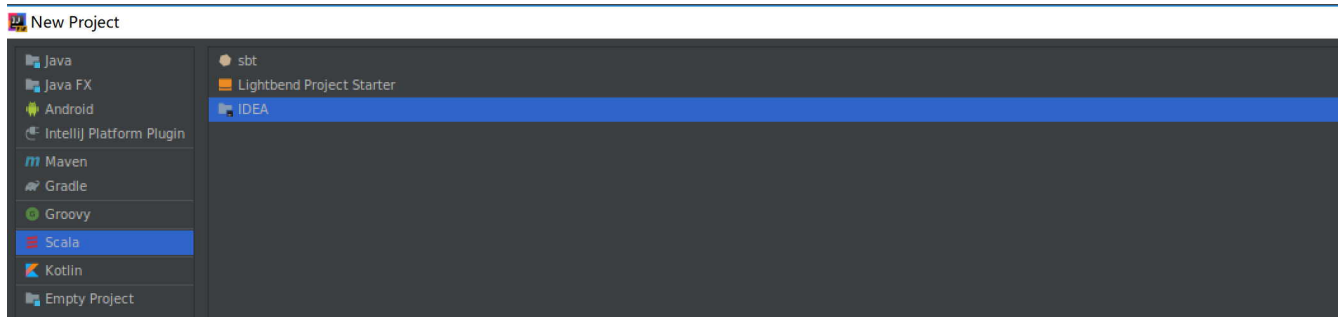 New Project
Java
Java FX
Android
IntelliJ Platform Plugin
Maven
Gradle
Groovy
Scala
Kotlin
Empty Project
sbt
Lightbend Project Starter
IDEA